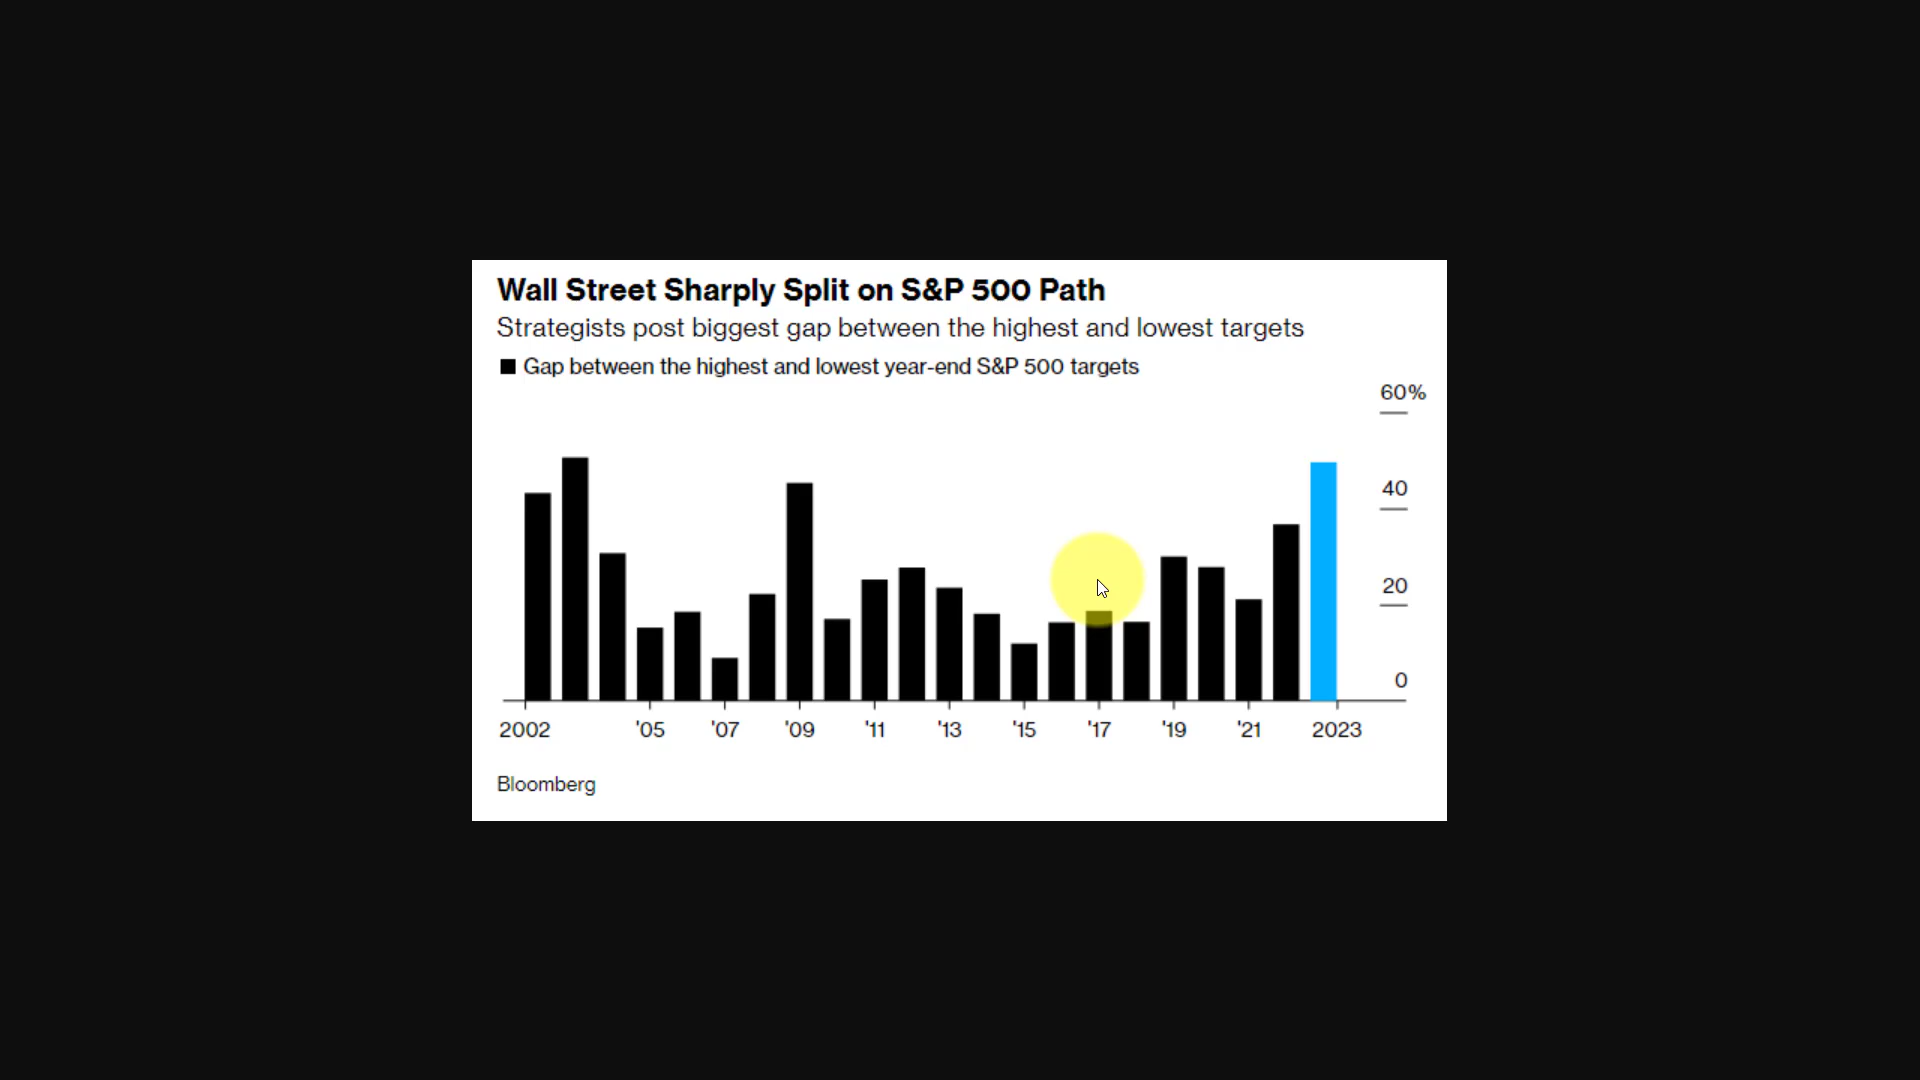 Wall Street Sharply Split on S&P 500 Path
Strategists post biggest gap between the highest and lowest targets
Gap between the highest and lowest year-end S&P 500 targets
60%
40
20
0
2002 '05 '07 '09 '11 '13 '15 '17 '19 '21 2023
Bloomberg